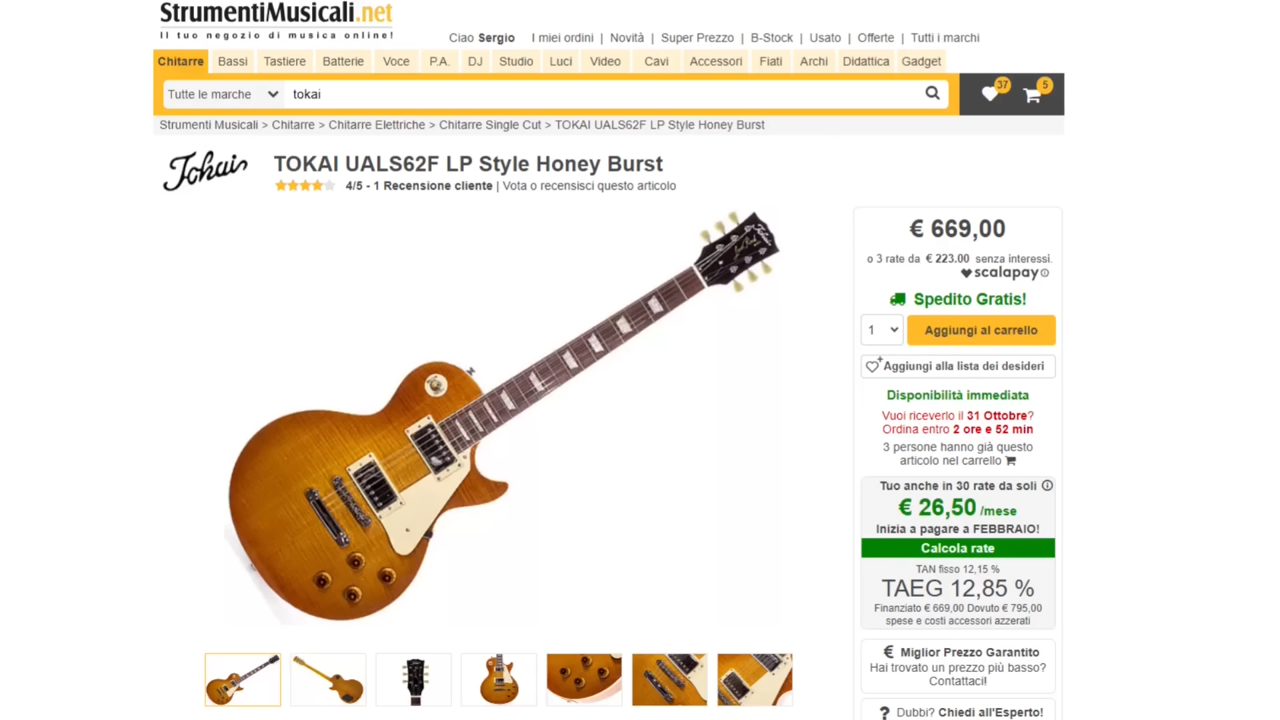 StrumentiMusicali.net
Il tuo negozio di musica online!
Ciao Sergio I miei ordini | Novità | Super Prezzo | B-Stock | Usato | Offerte | Tutti i marchi
Chitarre Bassi Tastiere Batterie Voce P.A. DJ Studio Luci Video Cavi Accessori Fiati Archi Didattica Gadget
Tutte le marche tokai 37 5
Strumenti Musicali > Chitarre > Chitarre Elettriche > Chitarre Single Cut > TOKAI UALS62F LP Style Honey Burst
Tokai
TOKAI UALS62F LP Style Honey Burst
4/5 - 1 Recensione cliente | Vota o recensisci questo articolo
Tokai
€ 669,00
o 3 rate da € 223.00 senza interessi.
scalapay
Spedito Gratis!
1 Aggiungi al carrello
Aggiungi alla lista dei desideri
Disponibilità immediata
Vuoi riceverlo il 31 Ottobre?
Ordina entro 2 ore e 52 min
3 persone hanno già questo
articolo nel carrello
Tuo anche in 30 rate da soli
€ 26,50 /mese
Inizia a pagare a FEBBRAIO!
Calcola rate
TAN fisso 12,15 %
TAEG 12,85 %
Finanziato € 669,00 Dovuto € 795,00
spese e costi accessori azzerati
€ Miglior Prezzo Garantito
Hai trovato un prezzo più basso?
Contattaci!
? Dubbi? Chiedi all'Esperto!